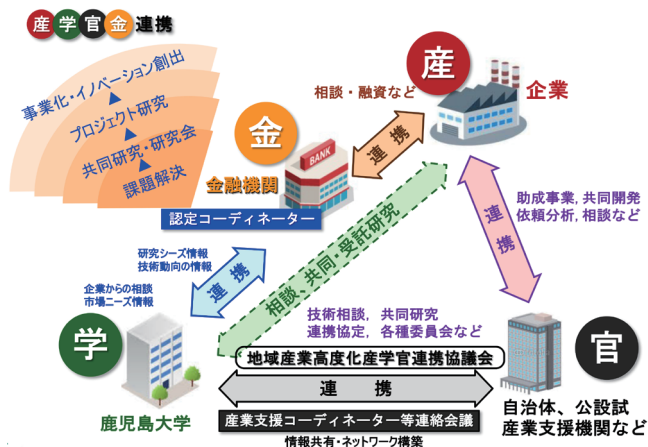 産学官金連携
事業化・イノベーション創出
プロジェクト研究
共同研究・研究会
課題解決
産
企業
相談・融資など
連携
金
BANK
金融機関
認定コーディネーター
研究シーズ情報
技術動向の情報
連携
企業からの相談
市場ニーズ情報
相談、共同・受託研究
連携
助成事業, 共同開発
依頼分析, 相談など
技術相談, 共同研究
連携協定, 各種委員会など
学
鹿児島大学
地域産業高度化産学官連携協議会
連携
産業支援コーディネーター等連絡会議
情報共有・ネットワーク構築
官
自治体、公設試
産業支援機関など